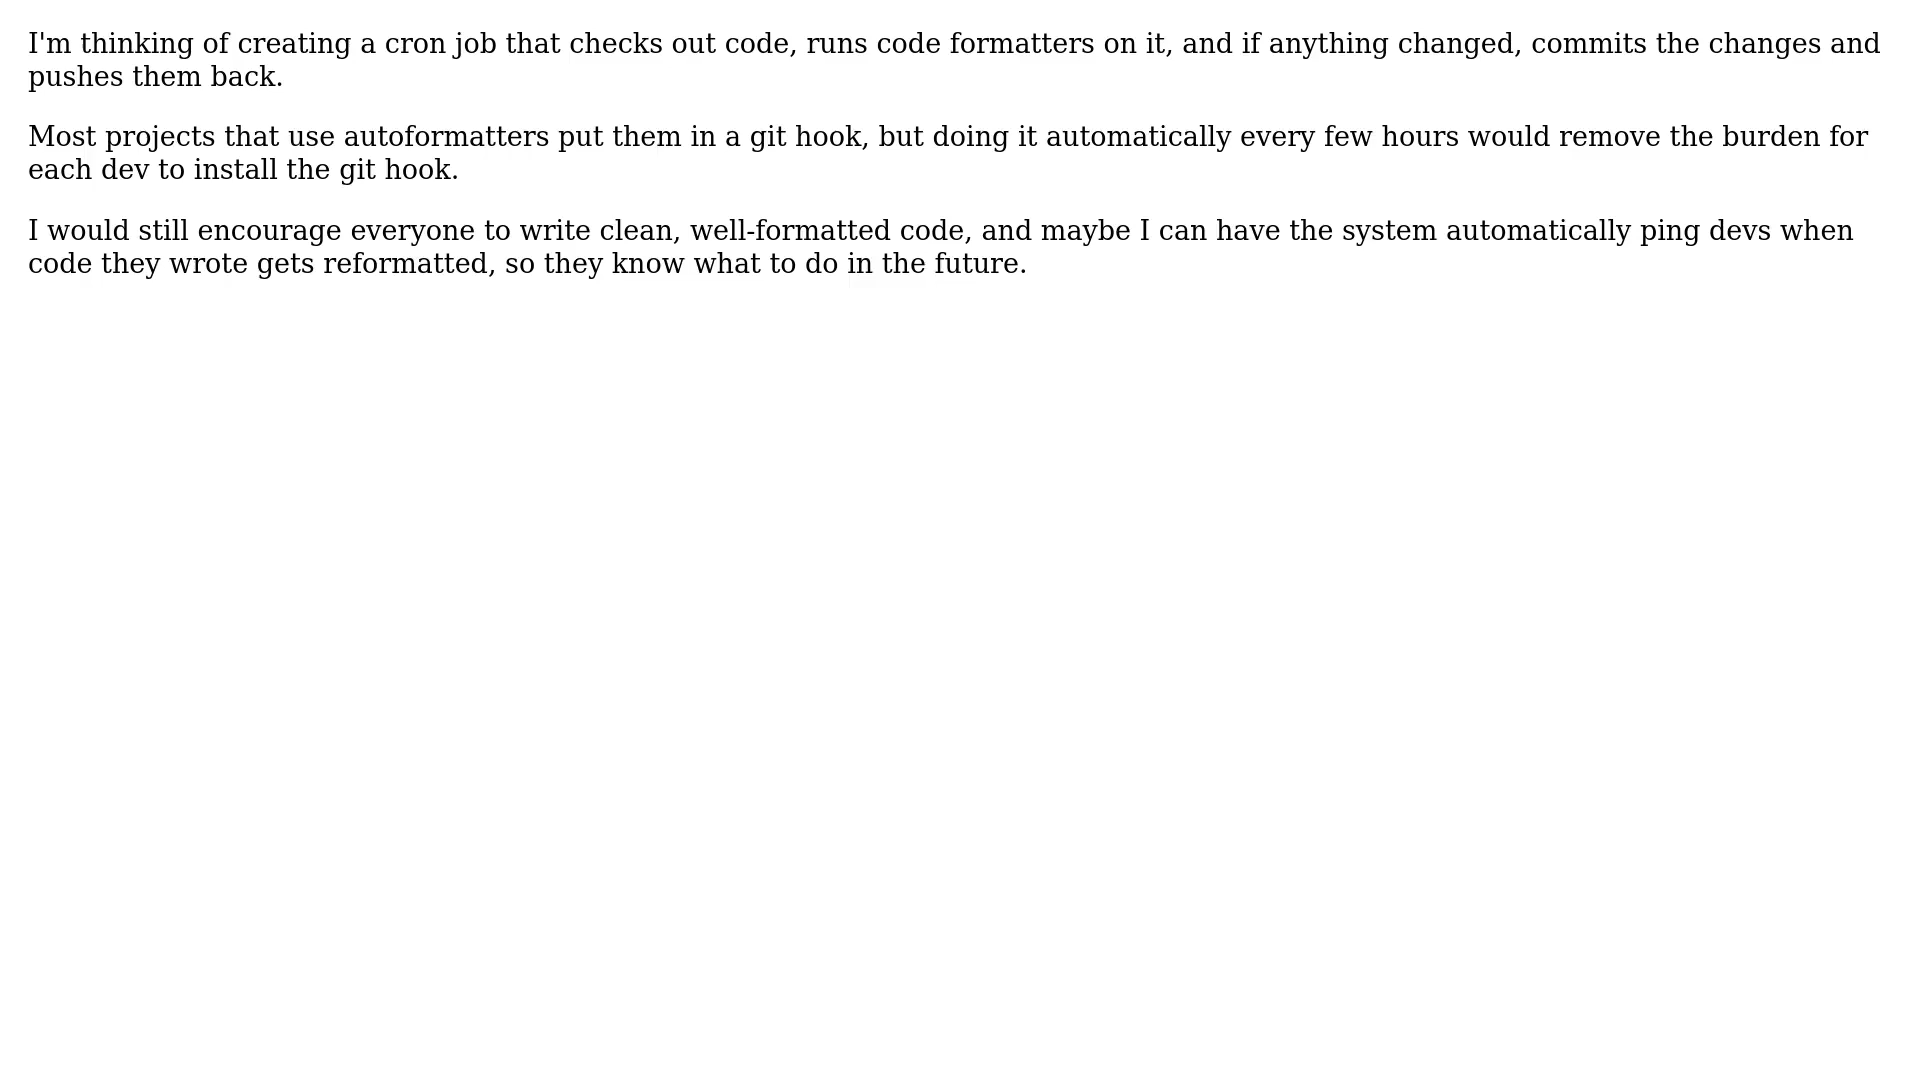 I'm thinking of creating a cron job that checks out code, runs code formatters on it, and if anything changed, commits the changes and
pushes them back.
Most projects that use autoformatters put them in a git hook, but doing it automatically every few hours would remove the burden for
each dev to install the git hook.
I would still encourage everyone to write clean, well-formatted code, and maybe I can have the system automatically ping devs when
code they wrote gets reformatted, so they know what to do in the future.